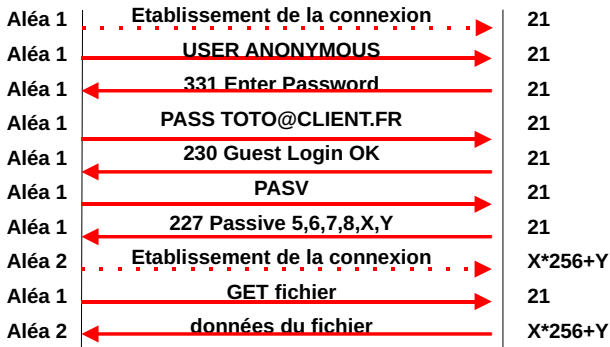 Aléa 1 Etablissement de la connexion 21
Aléa 1 USER ANONYMOUS 21
Aléa 1 331 Enter Password 21
Aléa 1 PASS TOTO@CLIENT.FR 21
Aléa 1 230 Guest Login OK 21
Aléa 1 PASV 21
Aléa 1 227 Passive 5,6,7,8,X,Y 21
Aléa 2 Etablissement de la connexion X*256+Y
Aléa 1 GET fichier 21
Aléa 2 données du fichier X*256+Y